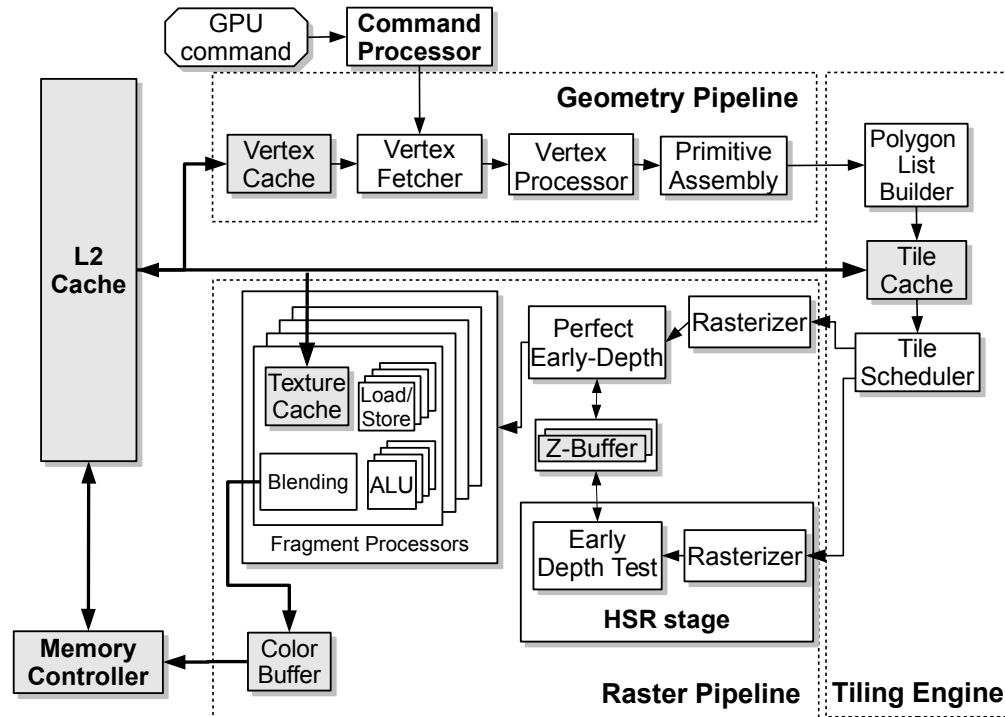 GPU
command
Command
Processor
Geometry Pipeline
Vertex
Cache
Vertex
Fetcher
Vertex
Processor
Primitive
Assembly
Polygon
List
Builder
L2
Cache
Tile
Cache
Tile
Scheduler
Rasterizer
Perfect
Early-Depth
Texture
Cache
Load/
Store
Z-Buffer
Blending
ALU
Fragment Processors
Early
Depth Test
Rasterizer
HSR stage
Memory
Controller
Color
Buffer
Raster Pipeline
Tiling Engine